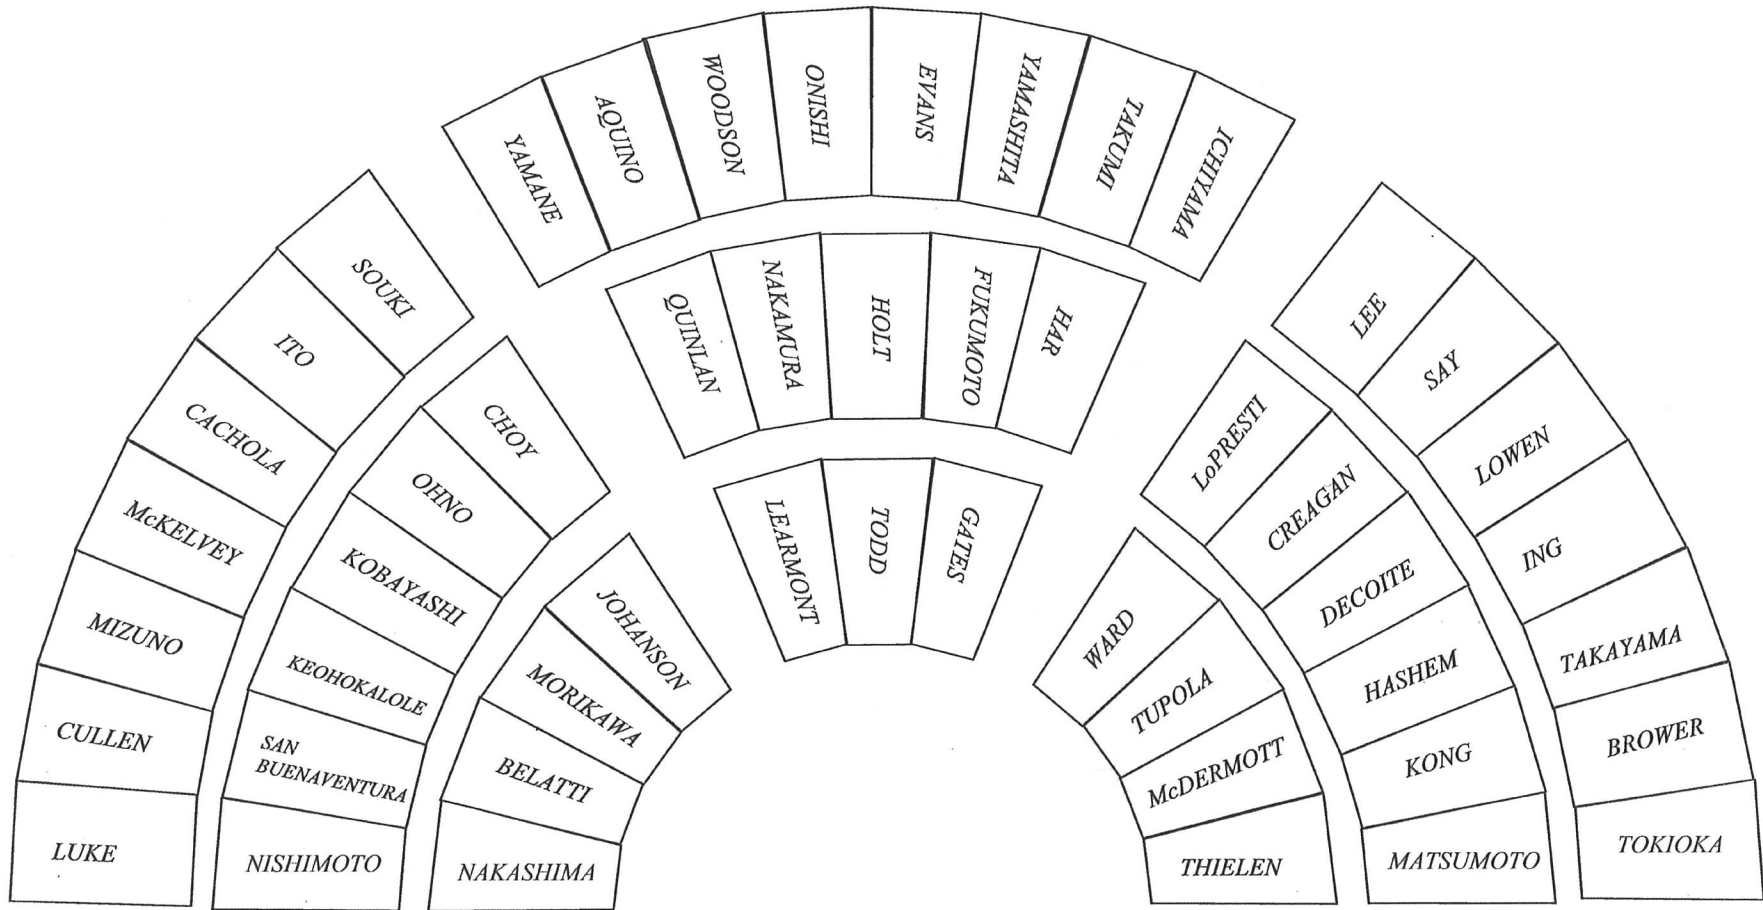 YAMANE
AQUINO
WOODSON
ONISHI
EVANS
YAMASHITA
TAKUMI
ICHIYAMA
QUINLAN
NAKAMURA
HOLT
FUKUMOTO
HAR
LEARMONT
TODD
GATES
SOUKI
ITO
CACHOLA
McKELVEY
MIZUNO
CULLEN
LUKE
CHOY
OHNO
KOBAYASHI
KEOHOKALOLE
SAN
BUENAVENTURA
NISHIMOTO
JOHANSON
MORIKAWA
BELATTI
NAKASHIMA
WARD
TUPOLA
McDERMOTT
THIELEN
LoPRESTI
CREAGAN
DECOITE
HASHEM
KONG
MATSUMOTO
LEE
SAY
LOWEN
ING
TAKAYAMA
BROWER
TOKIOKA